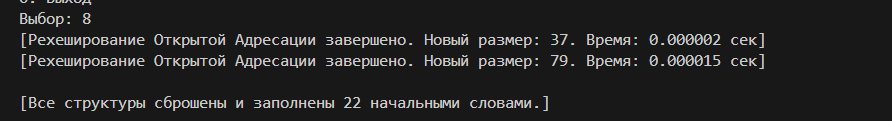 0. Выход
Выбор: 8
[Рехеширование Открытой Адресации завершено. Новый размер: 37. Время: 0.000002 сек]
[Рехеширование Открытой Адресации завершено. Новый размер: 79. Время: 0.000015 сек]
[Все структуры сброшены и заполнены 22 начальными словами.]